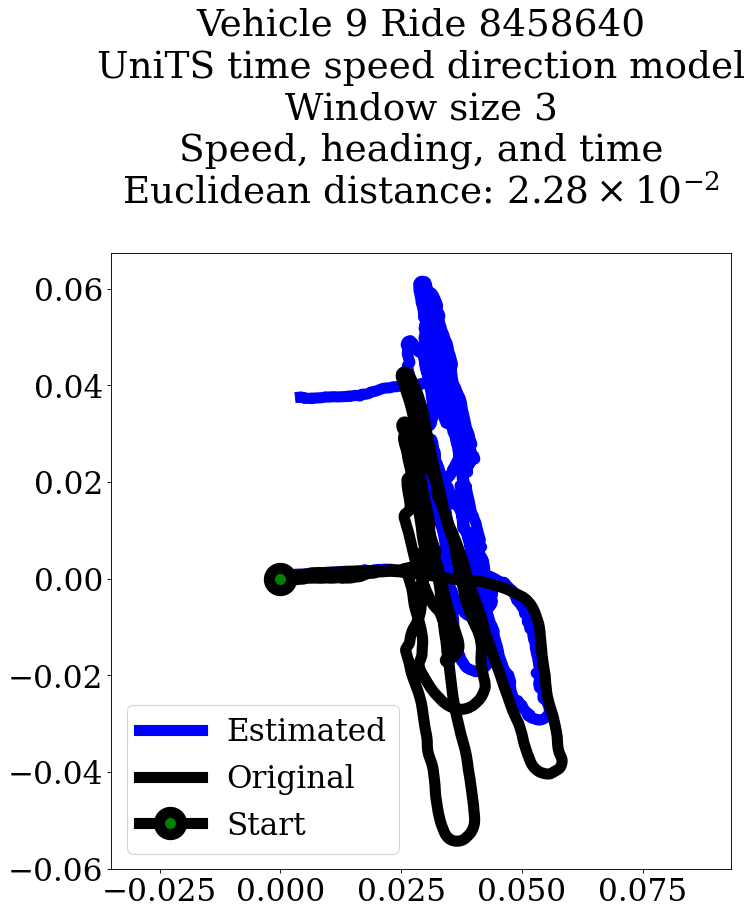 Vehicle 9 Ride 8458640
UniTS time speed direction model
Window size 3
Speed, heading, and time
Euclidean distance: 2.28 × 10⁻²
0.06
0.04
0.02
0.00
−0.02
−0.04
−0.06
Estimated
Original
Start
−0.025 0.000 0.025 0.050 0.075